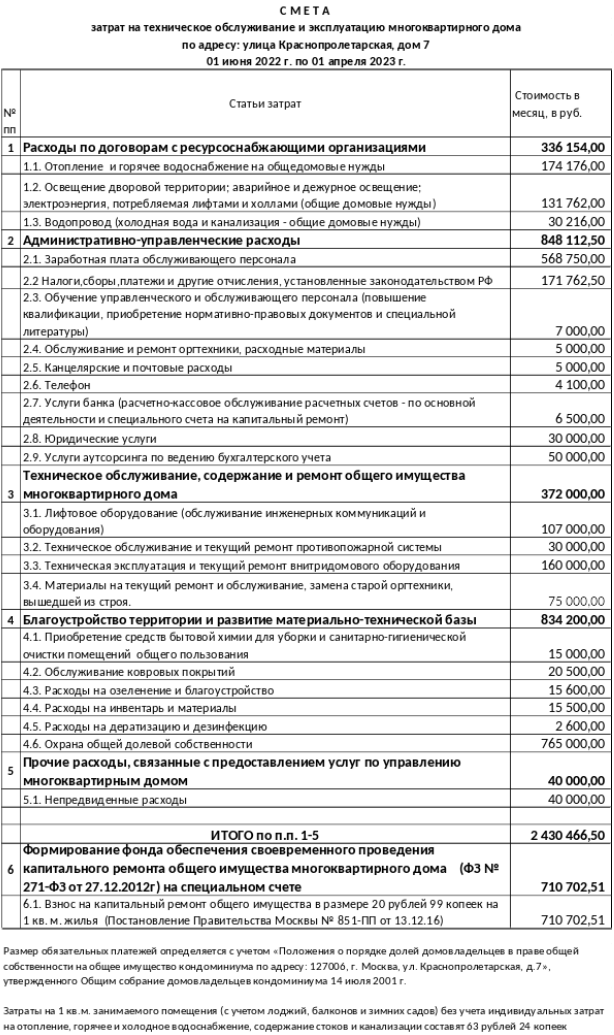 С М Е Т А
затрат на техническое обслуживание и эксплуатацию многоквартирного дома
по адресу: улица Краснопролетарская, дом 7
01 июня 2022 г. по 01 апреля 2023 г.
№ пп Статьи затрат Стоимость в месяц, в руб.
1 Расходы по договорам с ресурсоснабжающими организациями 336 154,00
1.1. Отопление и горячее водоснабжение на общедомовые нужды 174 176,00
1.2. Освещение дворовой территории; аварийное и дежурное освещение;
электроэнергия, потребляемая лифтами и холлами (общие домовые нужды) 131 762,00
1.3. Водопровод (холодная вода и канализация - общие домовые нужды) 30 216,00
2 Административно-управленческие расходы 848 112,50
2.1. Заработная плата обслуживающего персонала 568 750,00
2.2 Налоги,сборы,платежи и другие отчисления, установленные законодательством РФ 171 762,50
2.3. Обучение управленческого и обслуживающего персонала (повышение
квалификации, приобретение нормативно-правовых документов и специальной
литературы) 7 000,00
2.4. Обслуживание и ремонт оргтехники, расходные материалы 5 000,00
2.5. Канцелярские и почтовые расходы 5 000,00
2.6. Телефон 4 100,00
2.7. Услуги банка (расчетно-кассовое обслуживание расчетных счетов - по основной
деятельности и специального счета на капитальный ремонт) 6 500,00
2.8. Юридические услуги 30 000,00
2.9. Услуги аутсорсинга по ведению бухгалтерского учета 50 000,00
Техническое обслуживание, содержание и ремонт общего имущества
3 многоквартирного дома 372 000,00
3.1. Лифтовое оборудование (обслуживание инженерных коммуникаций и
оборудования) 107 000,00
3.2. Техническое обслуживание и текущий ремонт противопожарной системы 30 000,00
3.3. Техническая эксплуатация и текущий ремонт внитридомового оборудования 160 000,00
3.4. Материалы на текущий ремонт и обслуживание, замена старой оргтехники,
вышедшей из строя. 75 000,00
4 Благоустройство территории и развитие материально-технической базы 834 200,00
4.1. Приобретение средств бытовой химии для уборки и санитарно-гигиенической
очистки помещений общего пользования 15 000,00
4.2. Обслуживание ковровых покрытий 20 500,00
4.3. Расходы на озеленение и благоустройство 15 600,00
4.4. Расходы на инвентарь и материалы 15 500,00
4.5. Расходы на дератизацию и дезинфекцию 2 600,00
4.6. Охрана общей долевой собственности 765 000,00
5 Прочие расходы, связанные с предоставлением услуг по управлению
многоквартирным домом 40 000,00
5.1. Непредвиденные расходы 40 000,00
ИТОГО по п.п. 1-5 2 430 466,50
Формирование фонда обеспечения своевременного проведения
6 капитального ремонта общего имущества многоквартирного дома (ФЗ №
271-ФЗ от 27.12.2012г) на специальном счете 710 702,51
6.1. Взнос на капитальный ремонт общего имущества в размере 20 рублей 99 копеек на
1 кв. м. жилья (Постановление Правительства Москвы № 851-ПП от 13.12.16) 710 702,51
Размер обязательных платежей определяется с учетом «Положения о порядке долей домовладельцев в праве общей
собственности на общее имущество кондоминиума по адресу: 127006, г. Москва, ул. Краснопролетарская, д.7»,
утвержденного Общим собрание домовладельцев кондоминиума 14 июля 2001 г.
Затраты на 1 кв.м. занимаемого помещения (с учетом лоджий, балконов и зимних садов) без учета индивидуальных затрат
на отопление, горячее и холодное водоснабжение, содержание стоков и канализации составят 63 рублей 24 копеек